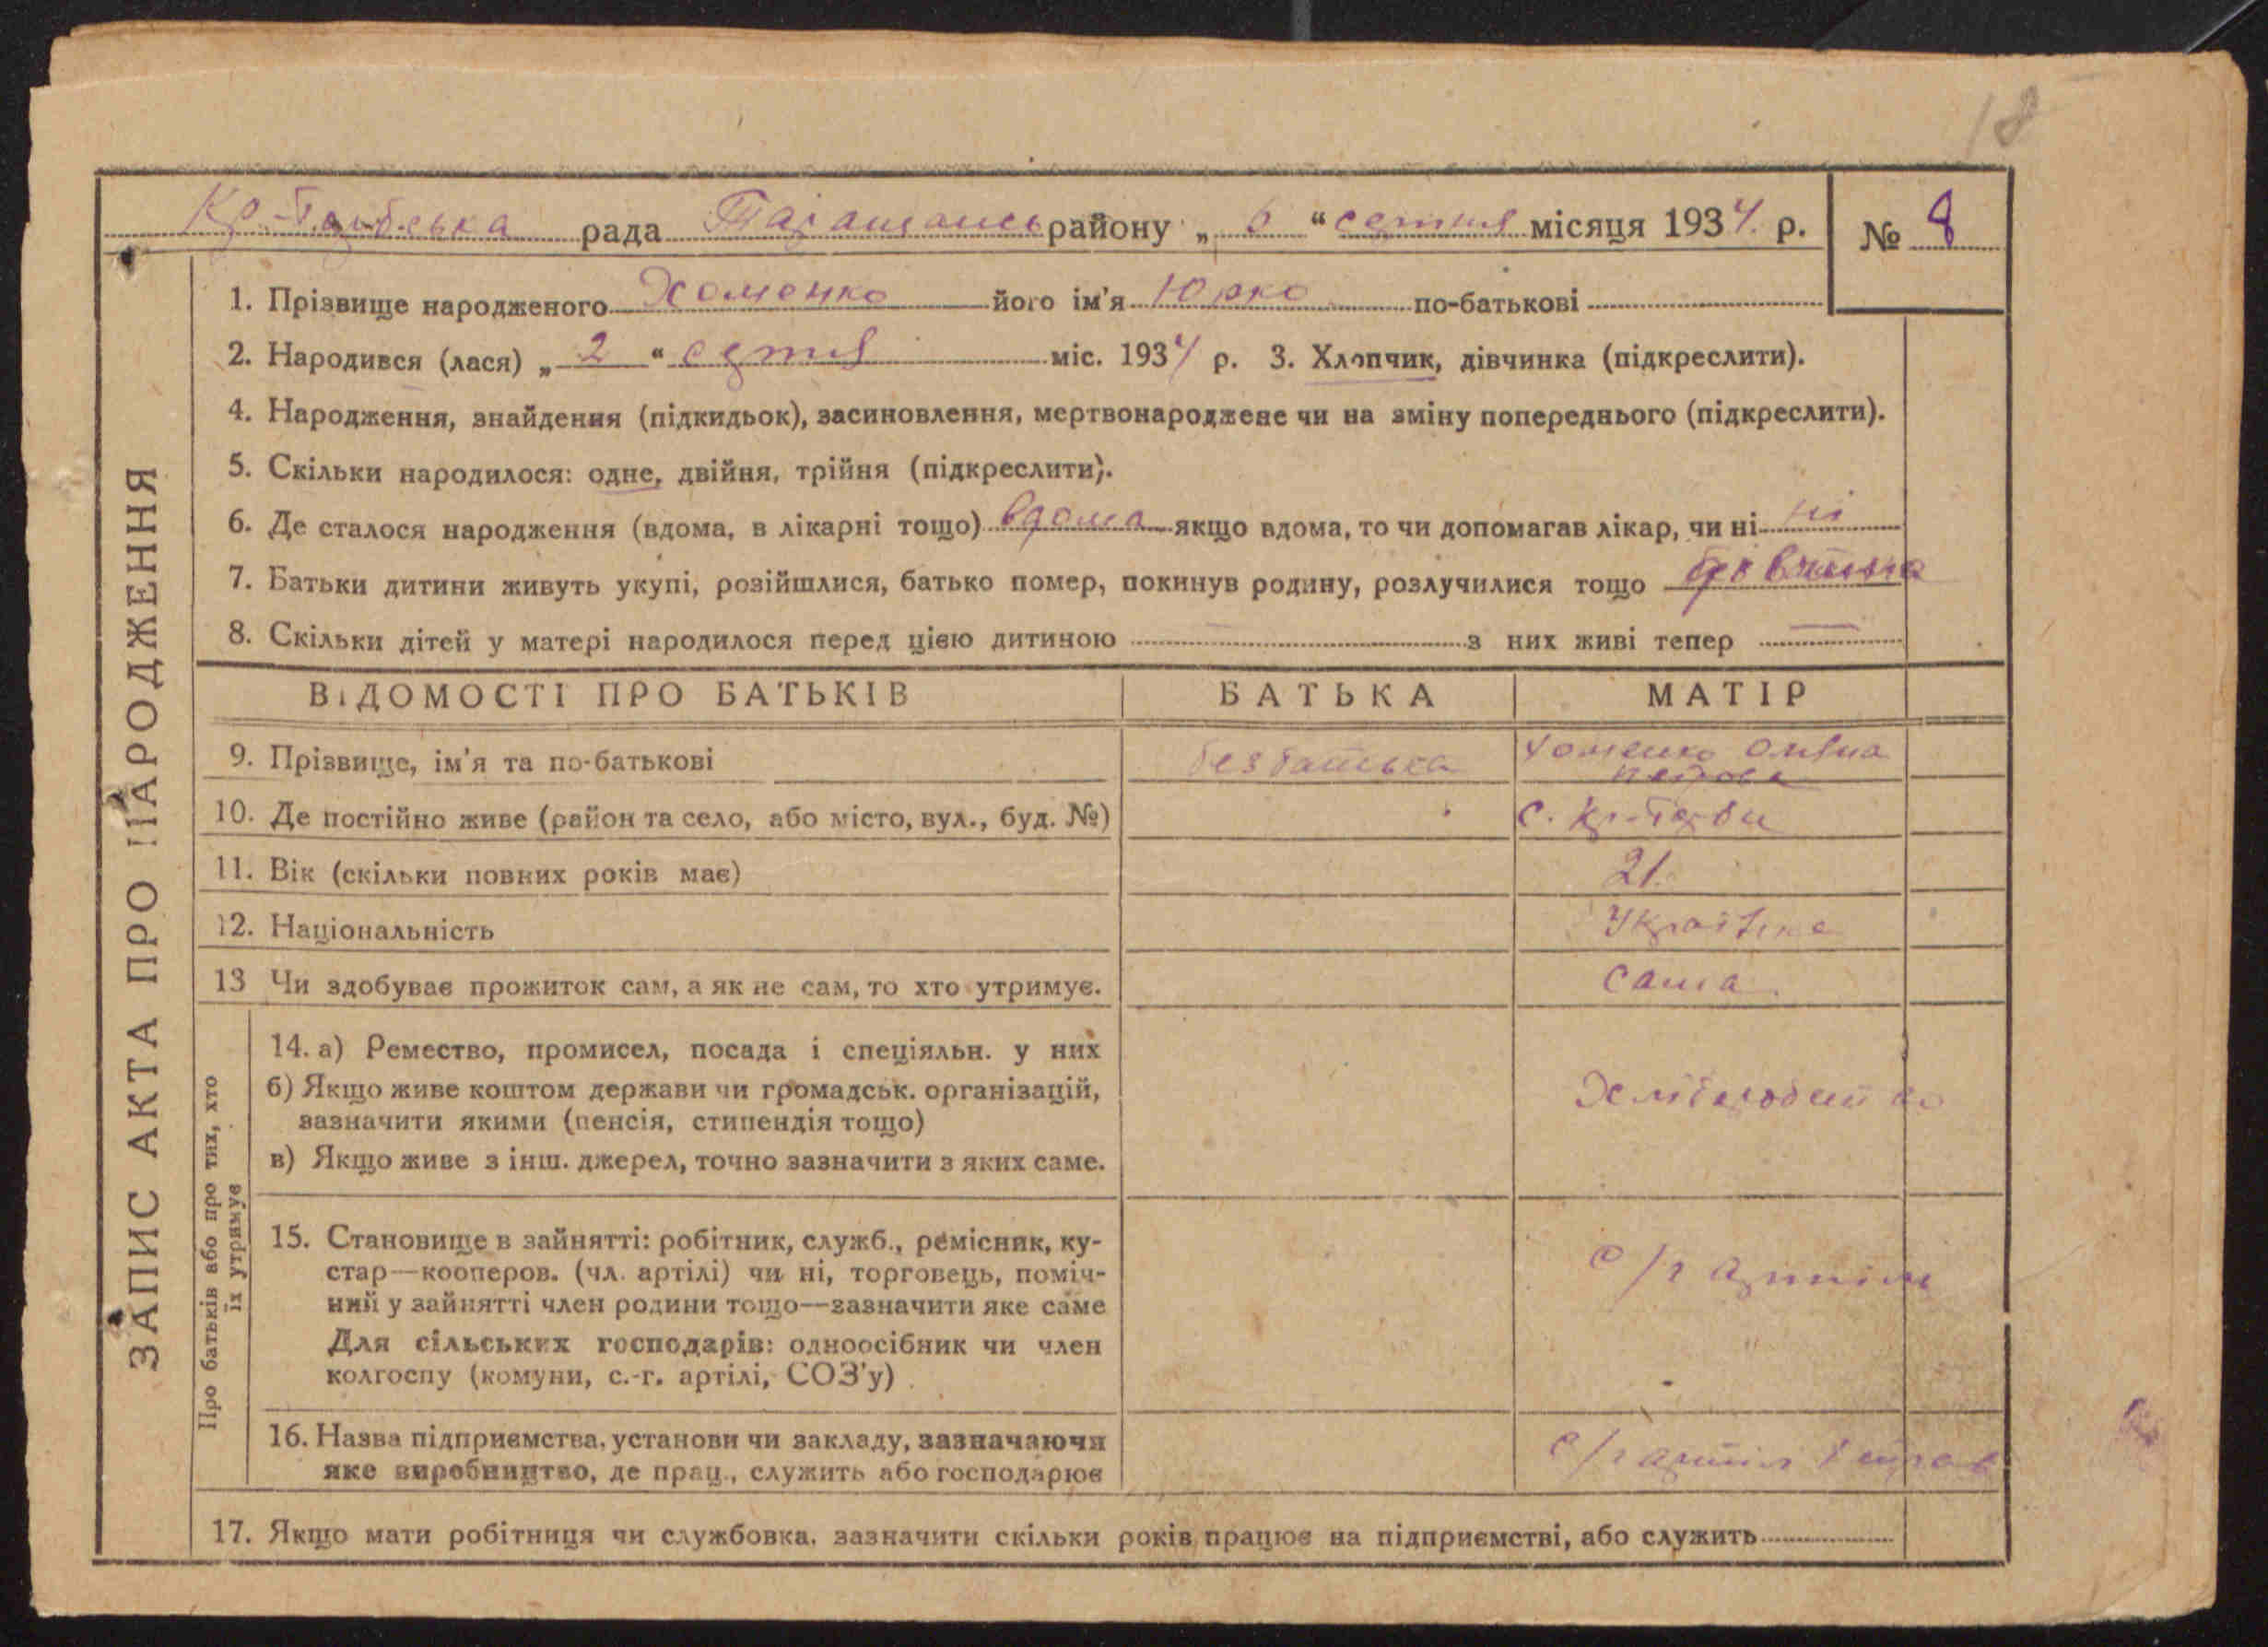 18
рада району „ 6 “ місяця 1934. р. № 8
1. Прізвище народженого Хоменко його ім'я Юрко по-батькові
2. Народився (лася) „ 2 “ міс. 1934 р. 3. Хлопчик, дівчинка (підкреслити).
4. Народження, знайдення (підкидьок), засиновлення, мертвонароджене чи на зміну попереднього (підкреслити).
5. Скільки народилося: одне, двійня, трійня (підкреслити).
6. Де сталося народження (вдома, в лікарні тощо) вдома якщо вдома, то чи допомагав лікар, чи ні ні
7. Батьки дитини живуть укупі, розійшлися, батько помер, покинув родину, розлучилися тощо
8. Скільки дітей у матері народилося перед цією дитиною — з них живі тепер —
ВІДОМОСТІ ПРО БАТЬКІВ БАТЬКА МАТІР
9. Прізвище, ім'я та по-батькові без батька Хоменко
10. Де постійно живе (район та село, або місто, вул., буд. №) с.
11. Вік (скільки повних років має) 21.
12. Національність Українка
13 Чи здобуває прожиток сам, а як не сам, то хто утримує. сама
14. а) Ремество, промисел, посада і спеціяльн. у них
б) Якщо живе коштом держави чи громадськ. організацій,
зазначити якими (пенсія, стипендія тощо)
в) Якщо живе з інш. джерел, точно зазначити з яких саме.
15. Становище в зайнятті: робітник, служб., ремісник, ку-
стар—кооперов. (чл. артілі) чи ні, торговець, поміч-
ний у зайнятті член родини тощо—зазначити яке саме
Для сільських господарів: одноосібник чи член
колгоспу (комуни, с.-г. артілі, СОЗ'у)
с/г
16. Назва підприємства, установи чи закладу, зазначаючи
яке виробництво, де прац., служить або господарює
с/г
17. Якщо мати робітниця чи службовка, зазначити скільки років працює на підприємстві, або служить
ЗАПИС АКТА ПРО НАРОДЖЕННЯ
Про батьків або про тих, хто
їх утримує